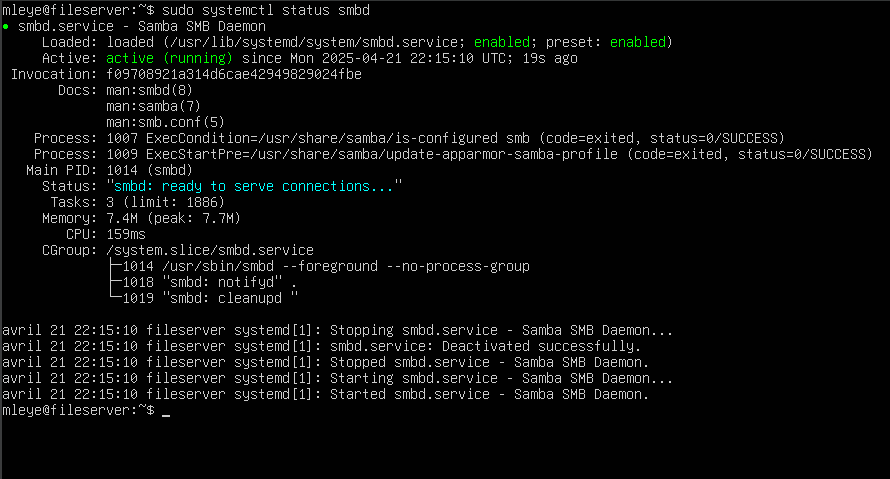 mleye@fileserver:~$ sudo systemctl status smbd
● smbd.service - Samba SMB Daemon
     Loaded: loaded (/usr/lib/systemd/system/smbd.service; enabled; preset: enabled)
     Active: active (running) since Mon 2025-04-21 22:15:10 UTC; 19s ago
 Invocation: f09708921a314d6cae42949829024fbe
       Docs: man:smbd(8)
             man:samba(7)
             man:smb.conf(5)
    Process: 1007 ExecCondition=/usr/share/samba/is-configured smb (code=exited, status=0/SUCCESS)
    Process: 1009 ExecStartPre=/usr/share/samba/update-apparmor-samba-profile (code=exited, status=0/SUCCESS)
   Main PID: 1014 (smbd)
     Status: "smbd: ready to serve connections..."
      Tasks: 3 (limit: 1886)
     Memory: 7.4M (peak: 7.7M)
        CPU: 159ms
     CGroup: /system.slice/smbd.service
             ├─1014 /usr/sbin/smbd --foreground --no-process-group
             ├─1018 "smbd: notifyd" .
             └─1019 "smbd: cleanupd "
avril 21 22:15:10 fileserver systemd[1]: Stopping smbd.service - Samba SMB Daemon...
avril 21 22:15:10 fileserver systemd[1]: smbd.service: Deactivated successfully.
avril 21 22:15:10 fileserver systemd[1]: Stopped smbd.service - Samba SMB Daemon.
avril 21 22:15:10 fileserver systemd[1]: Starting smbd.service - Samba SMB Daemon...
avril 21 22:15:10 fileserver systemd[1]: Started smbd.service - Samba SMB Daemon.
mleye@fileserver:~$ _